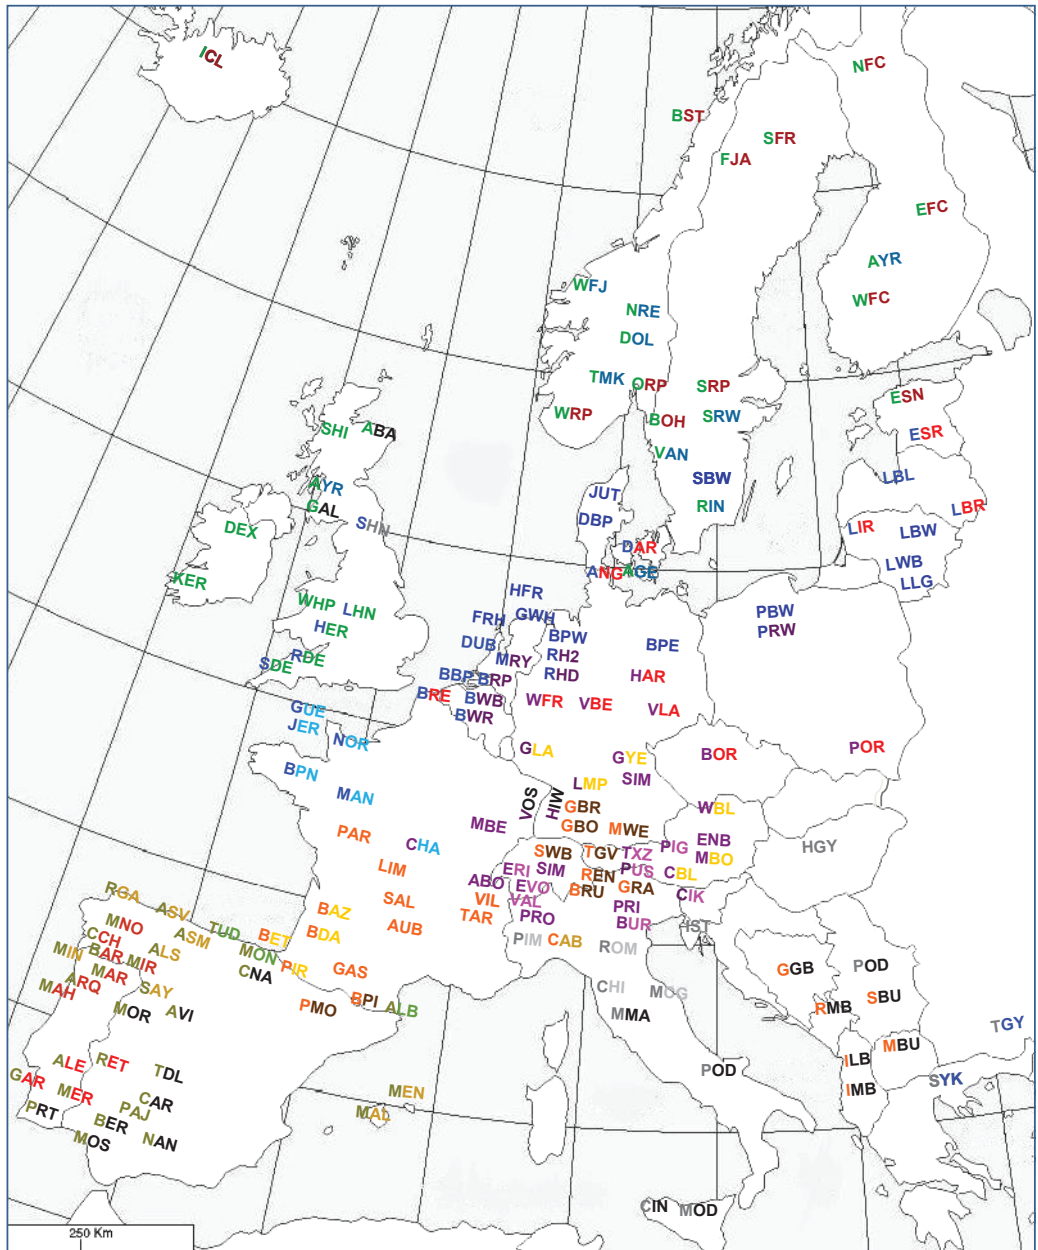 ICL
NFC
BST
SFR
FJA
EFC
AYR
WFC
WFJ
NRE
DOL
TMK
ORP
SRP
ESN
WRP
BOH
SRW
SHI
ABA
ESR
VAN
SBW
LBL
AYR
JUT
RIN
GAL
LBR
SHN
DBP
LIR
LBW
DEX
DAR
LWB
ANG
AGE
LLG
KER
HFR
WHP
LHN
FRH
GWH
PBW
HER
BPW
PRW
DUB
BPE
RDE
MRY
RH2
SDE
BBP
BRP
RHD
HAR
BRE
BWB
WFR
VBE
VLA
GUE
BWR
JER
NOR
GLA
BOR
POR
GYE
BPN
SIM
LMP
MAN
VOS
HIW
GBR
WBL
MBE
GBO
MWE
PAR
ENB
CHA
SWB
TGV
TXZ
PIG
HGY
MBO
LIM
ERI
SIM
PUS
CBL
ABO
EVO
REN
GRA
RGA
BRU
CIK
SAL
VIL
VAL
PRI
ASV
BAZ
TAR
PRO
MNO
AUB
BUR
IST
CCH
ASM
TUD
BET
BDA
PIM
CAB
ROM
MIN
BAR
ALS
MON
MIR
PIR
GAS
GGB
POD
MAR
CNA
ARQ
SAY
CHI
MCG
MAH
BPI
SBU
MOR
AVI
PMO
ALB
MMA
RMB
TGY
MBU
ALE
RET
TDL
ILB
GAR
POD
SYK
MER
MEN
IMB
CAR
PRT
PAJ
MAL
BER
MOS
NAN
CIN
MOD
250 Km